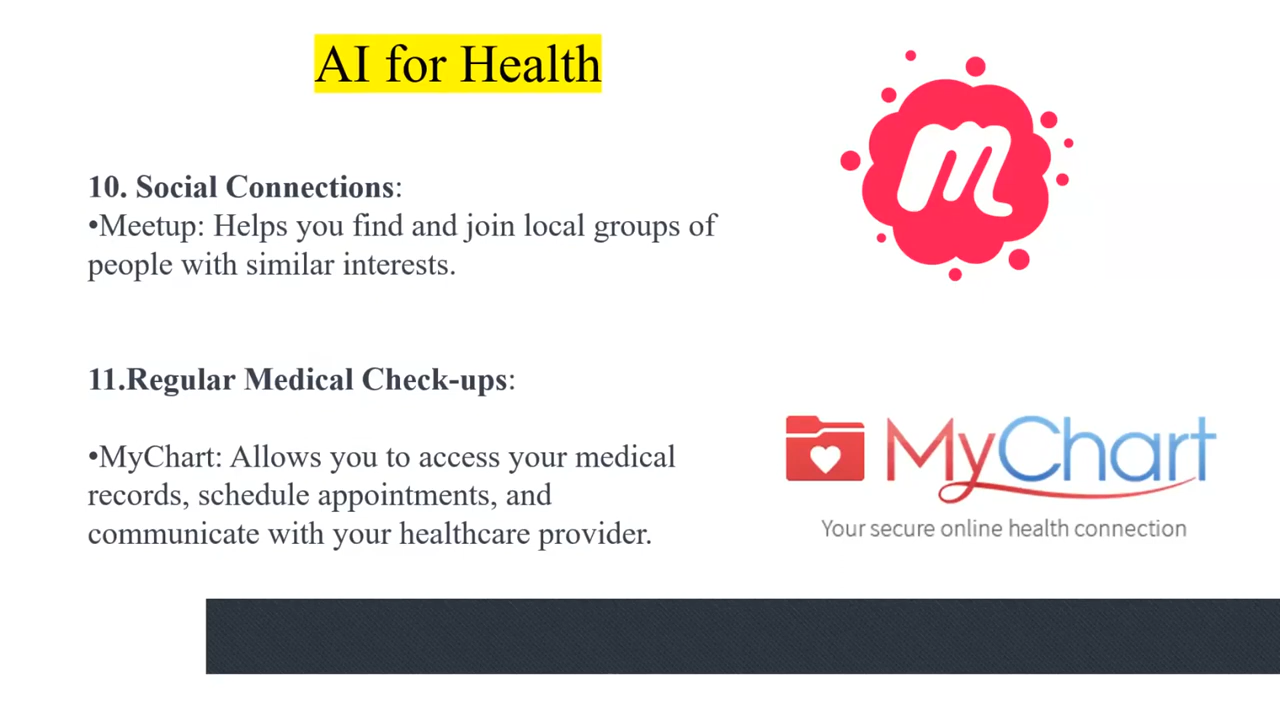 AI for Health
10. Social Connections:
•Meetup: Helps you find and join local groups of
people with similar interests.
m
11.Regular Medical Check-ups:
•MyChart: Allows you to access your medical
records, schedule appointments, and
communicate with your healthcare provider.
MyChart
Your secure online health connection